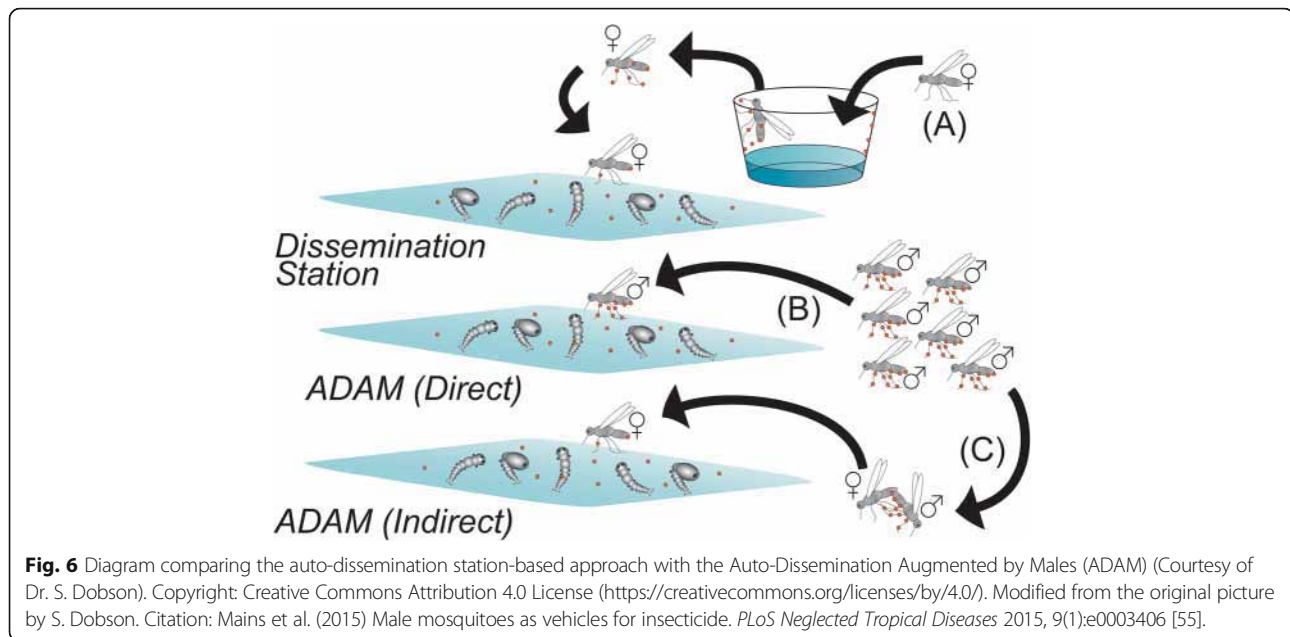 ♀
♀
(A)
♀
Dissemination
Station
♂
♂
♂
(B)
♂
♂
♂
♂
ADAM (Direct)
♀
(C)
♀
♂
ADAM (Indirect)
Fig. 6 Diagram comparing the auto-dissemination station-based approach with the Auto-Dissemination Augmented by Males (ADAM) (Courtesy of
Dr. S. Dobson). Copyright: Creative Commons Attribution 4.0 License (https://creativecommons.org/licenses/by/4.0/). Modified from the original picture
by S. Dobson. Citation: Mains et al. (2015) Male mosquitoes as vehicles for insecticide. PLoS Neglected Tropical Diseases 2015, 9(1):e0003406 [55].